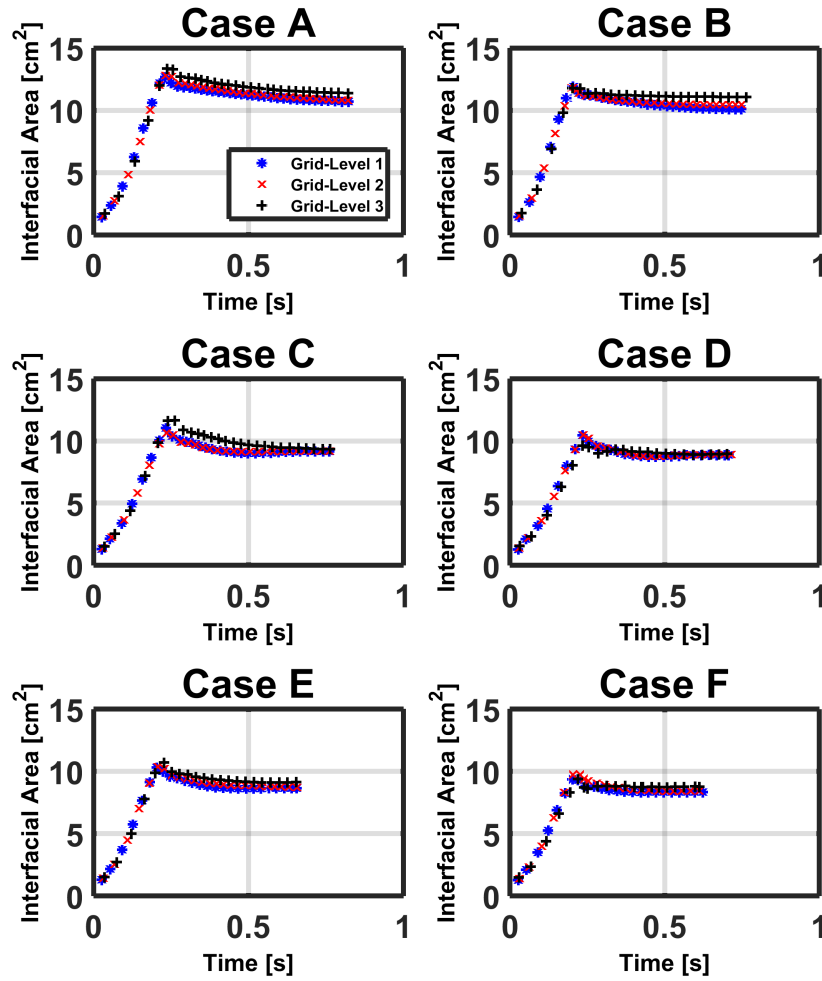 Case A
Interfacial Area [cm²]
15
10
5
0
Grid-Level 1
Grid-Level 2
Grid-Level 3
0
0.5
1
Time [s]
Case B
Interfacial Area [cm²]
15
10
5
0
0
0.5
1
Time [s]
Case C
Interfacial Area [cm²]
15
10
5
0
0
0.5
1
Time [s]
Case D
Interfacial Area [cm²]
15
10
5
0
0
0.5
1
Time [s]
Case E
Interfacial Area [cm²]
15
10
5
0
0
0.5
1
Time [s]
Case F
Interfacial Area [cm²]
15
10
5
0
0
0.5
1
Time [s]